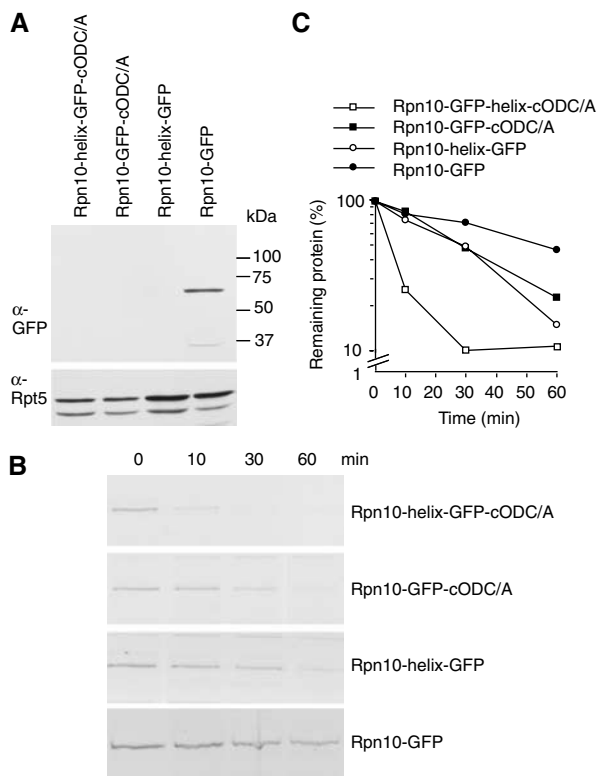 A
Rpn10-helix-GFP-cODC/A
Rpn10-GFP-cODC/A
Rpn10-helix-GFP
Rpn10-GFP
kDa
100
75
50
37
α-
GFP
α-
Rpt5
C
Rpn10-GFP-helix-cODC/A
Rpn10-GFP-cODC/A
Rpn10-helix-GFP
Rpn10-GFP
Remaining protein (%)
100
10
1
0 10 20 30 40 50 60
Time (min)
B
0 10 30 60 min
Rpn10-helix-GFP-cODC/A
Rpn10-GFP-cODC/A
Rpn10-helix-GFP
Rpn10-GFP